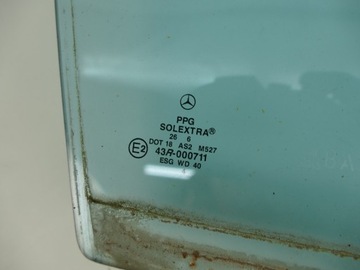 PPG
SOLEXTRA®
26 6
DOT 18 AS2 M527
E2 43R-000711
ESG WD 40